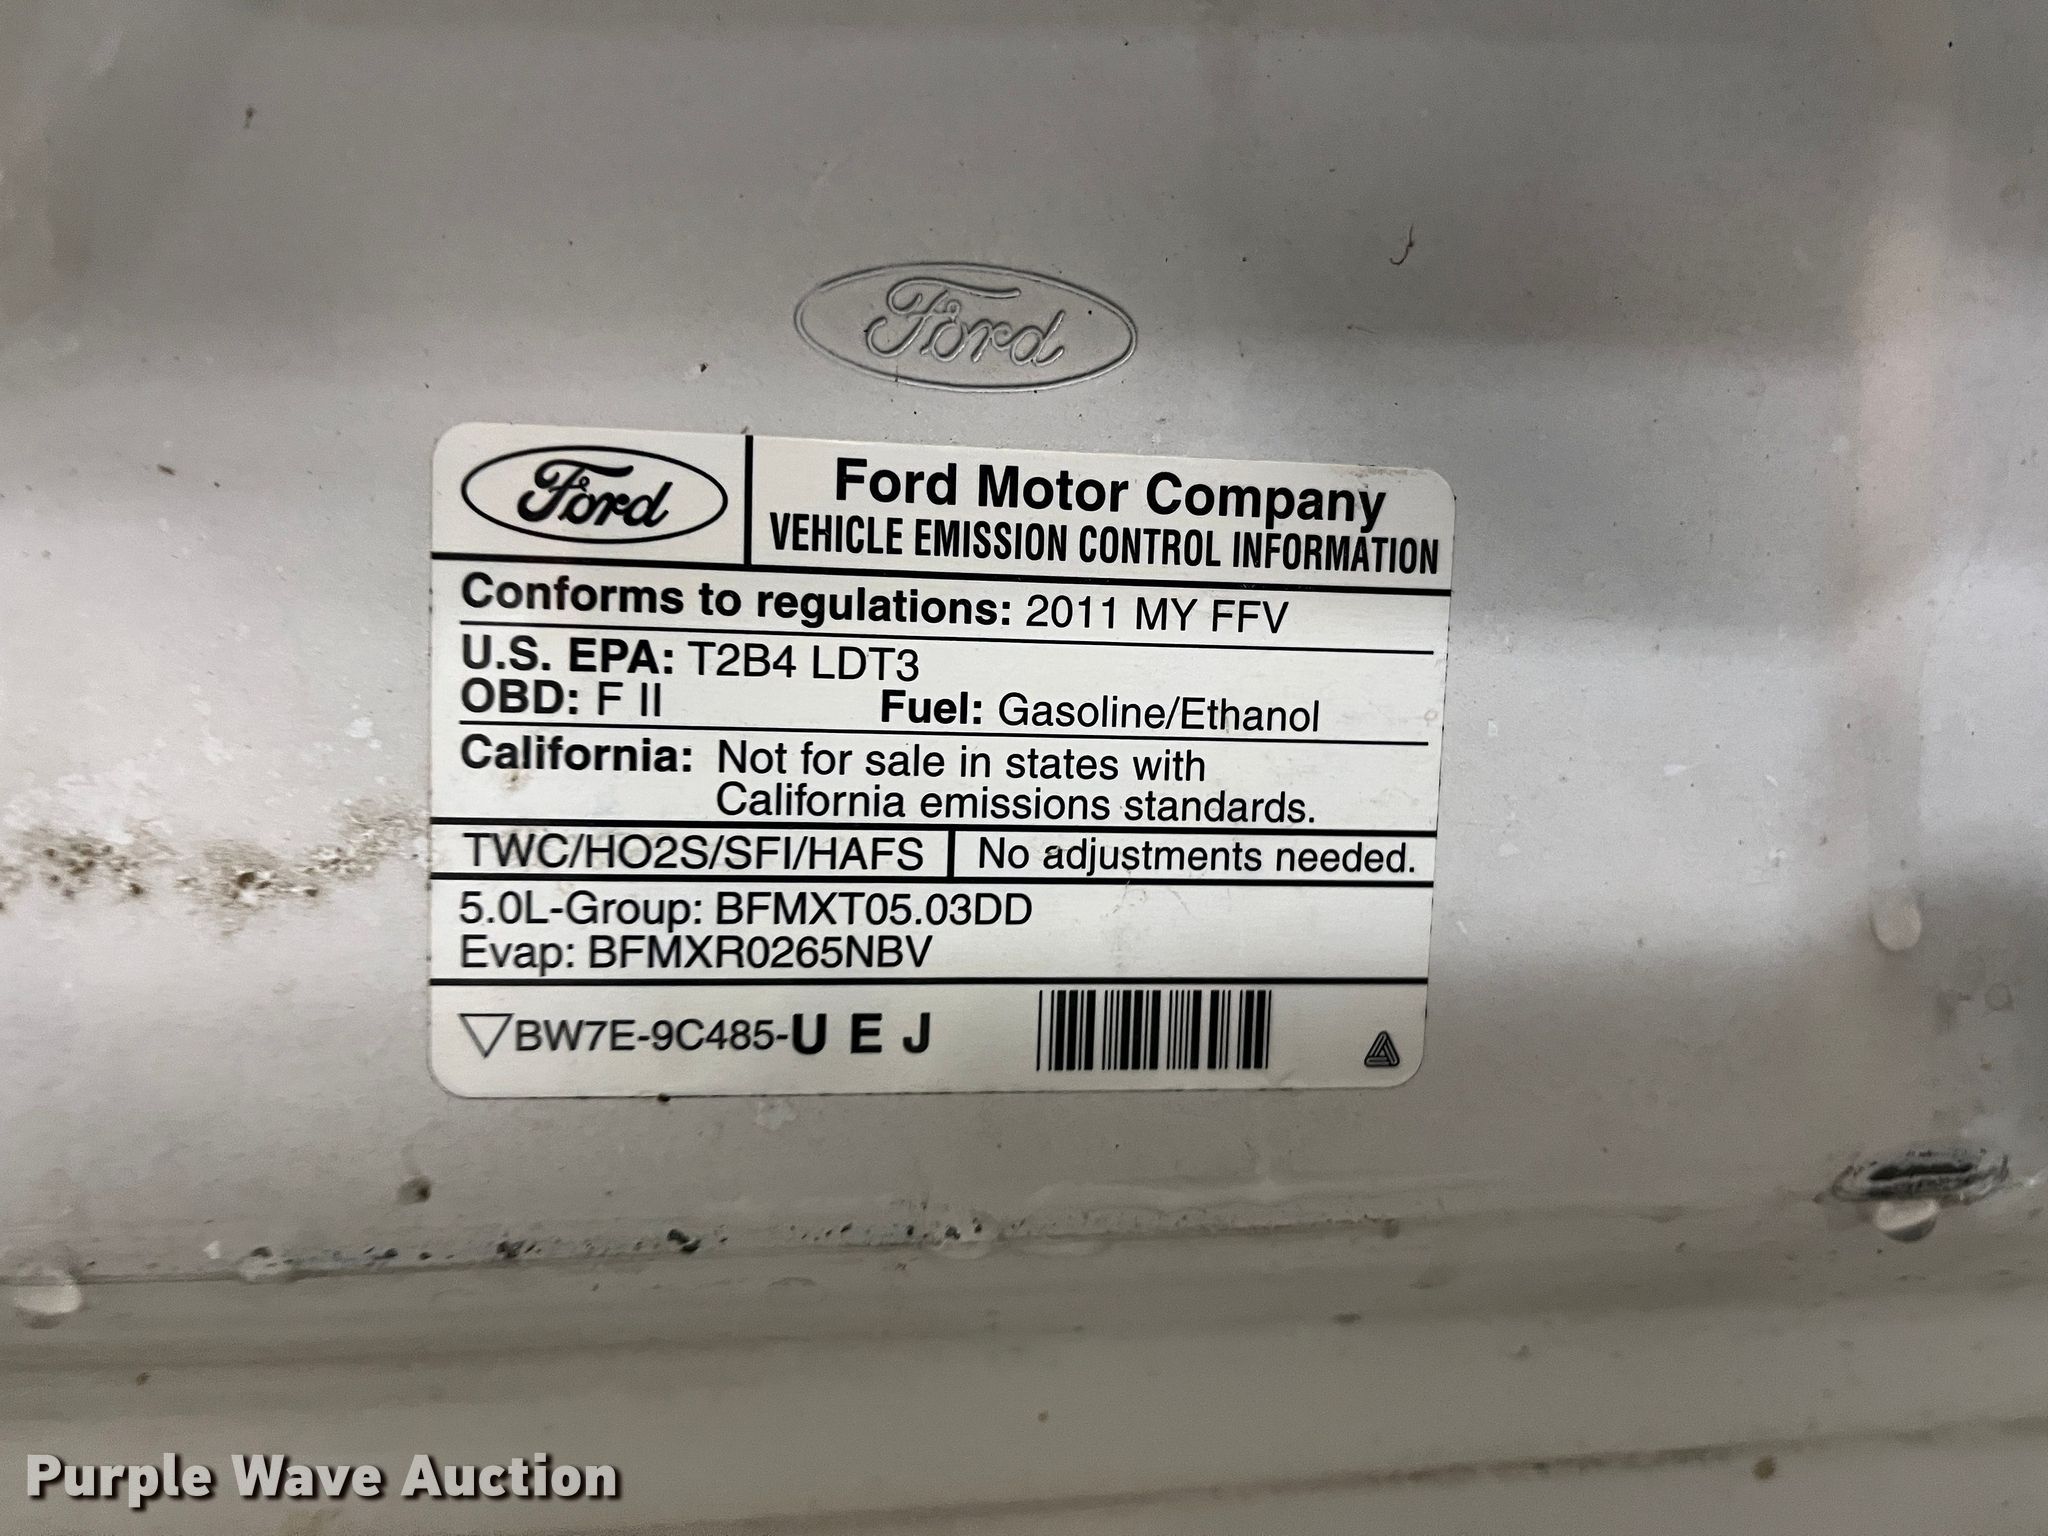 Ford
Ford
Ford Motor Company
VEHICLE EMISSION CONTROL INFORMATION
Conforms to regulations: 2011 MY FFV
U.S. EPA: T2B4 LDT3
OBD: F II Fuel: Gasoline/Ethanol
California: Not for sale in states with
California emissions standards.
TWC/HO2S/SFI/HAFS No adjustments needed.
5.0L-Group: BFMXT05.03DD
Evap: BFMXR0265NBV
BW7E-9C485-U E J
Purple Wave Auction